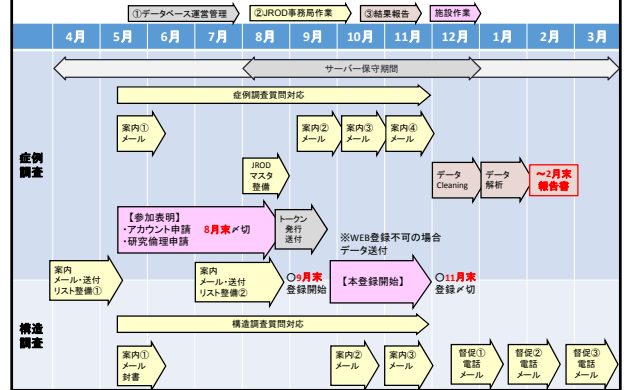 ①データベース運営管理
②JROD事務局作業
③結果報告
施設作業
4月 5月 6月 7月 8月 9月 10月 11月 12月 1月 2月 3月
サーバー保守期間
症例調査質問対応
案内①
メール
案内②
メール
案内③
メール
案内④
メール
症例
調査
JROD
マスタ
整備
データ
Cleaning
データ
解析
～2月末
報告書
【参加表明】
・アカウント申請
・研究倫理申請
8月末〆切
トークン
発行
送付
※WEB登録不可の場合
データ送付
案内
メール・送付
リスト整備①
案内
メール・送付
リスト整備②
〇9月末
登録開始
【本登録開始】
〇11月末
登録〆切
構造
調査
構造調査質問対応
案内①
メール
封書
案内②
メール
案内③
メール
督促①
電話
メール
督促②
電話
メール
督促③
電話
メール